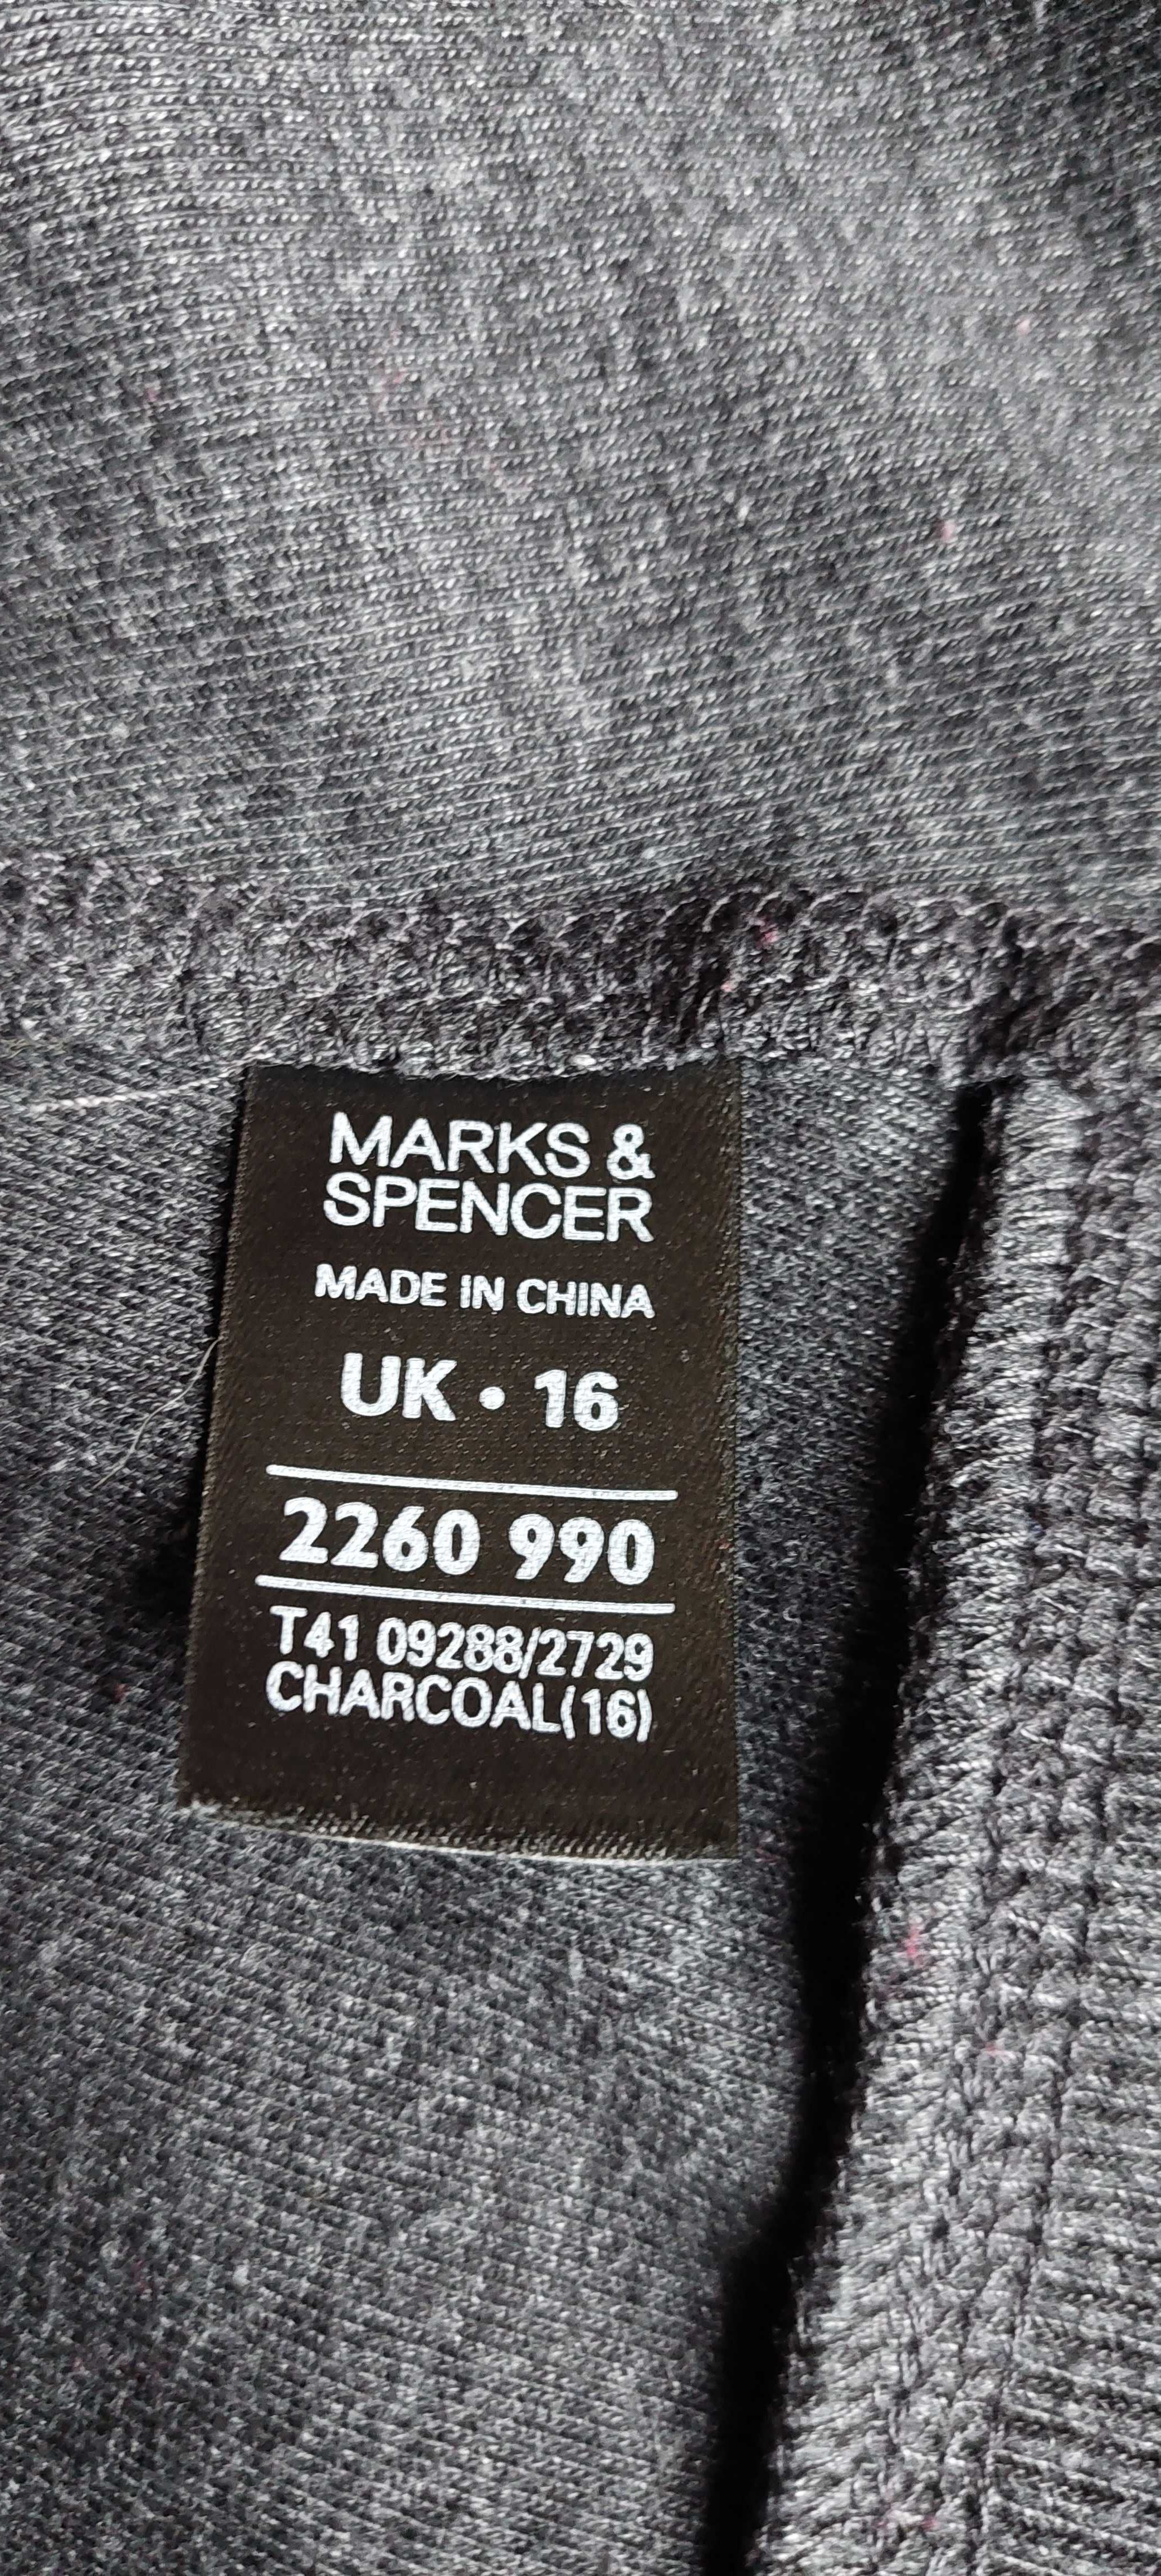 MARKS &
SPENCER
MADE IN CHINA
UK • 16
2260 990
T41 09288/2729
CHARCOAL(16)